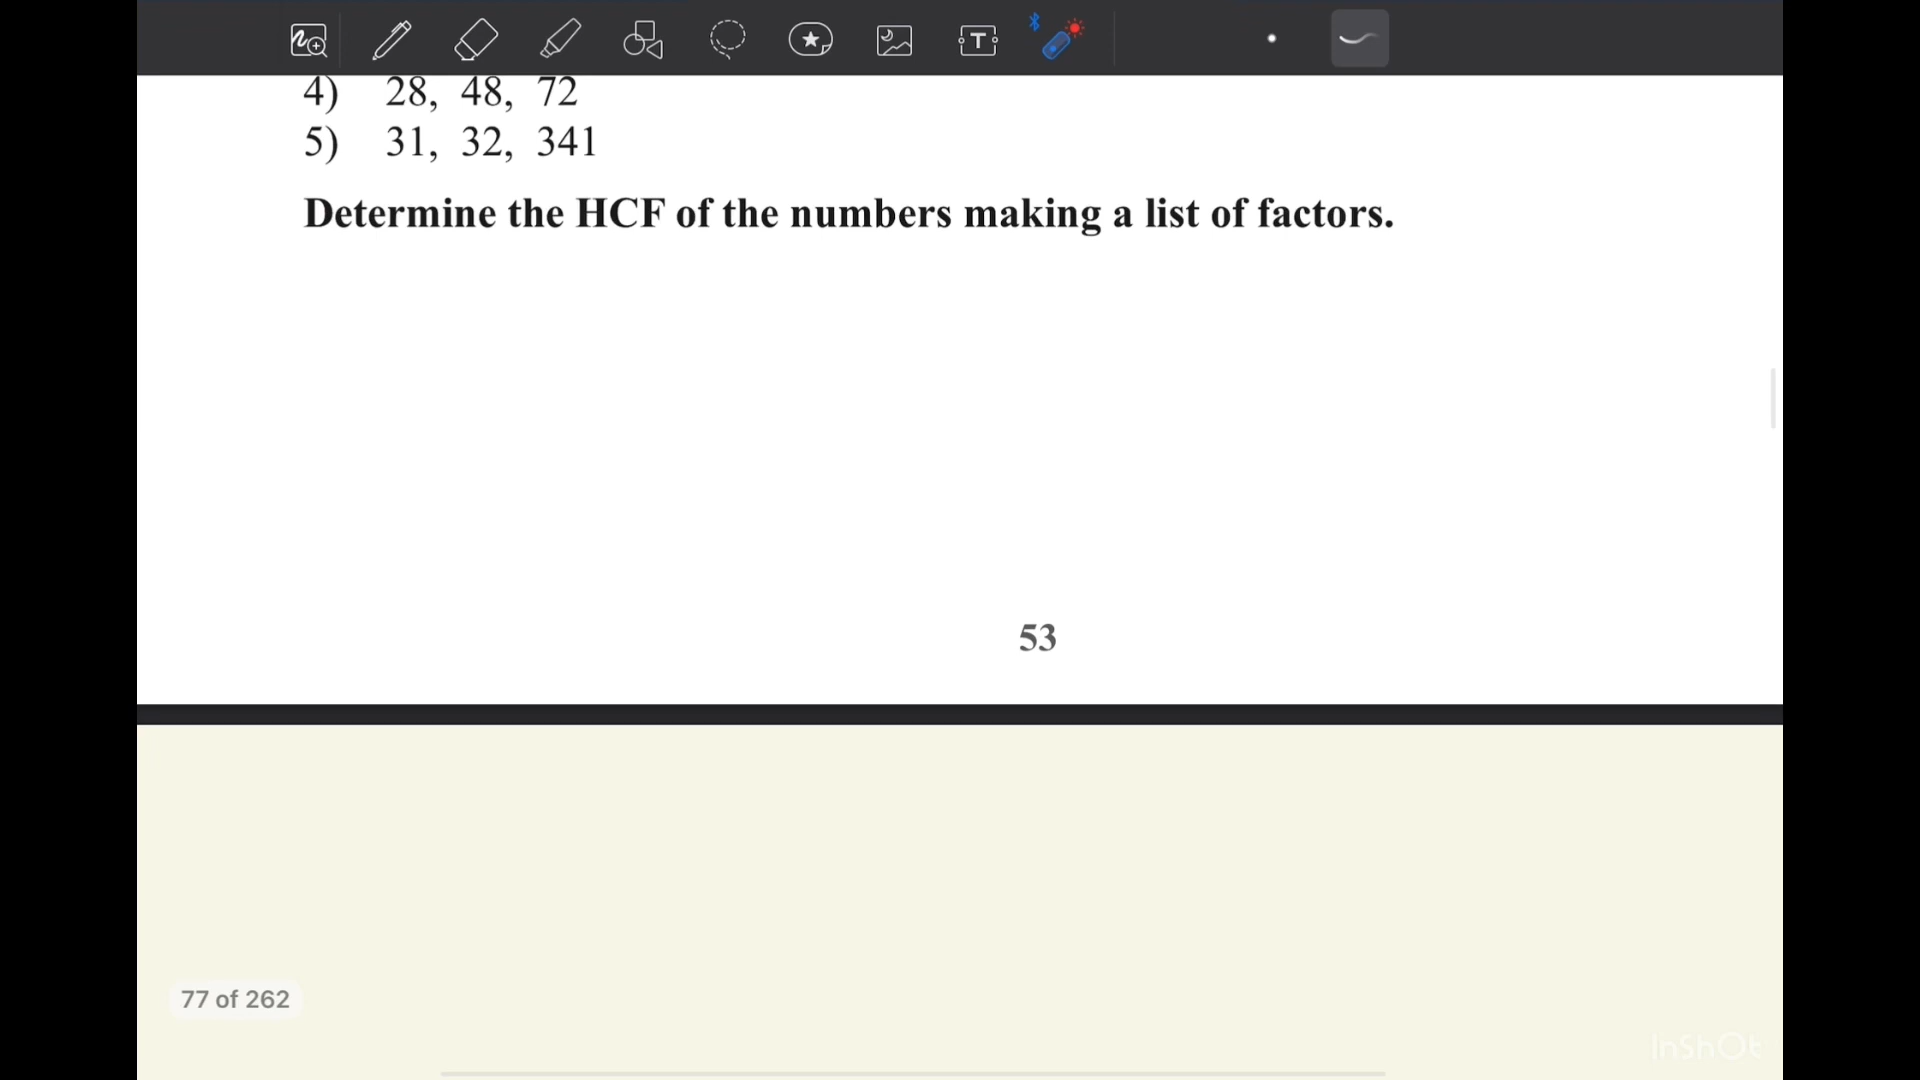 4) 28, 48, 72
5) 31, 32, 341
Determine the HCF of the numbers making a list of factors.
53
77 of 262
InShOt